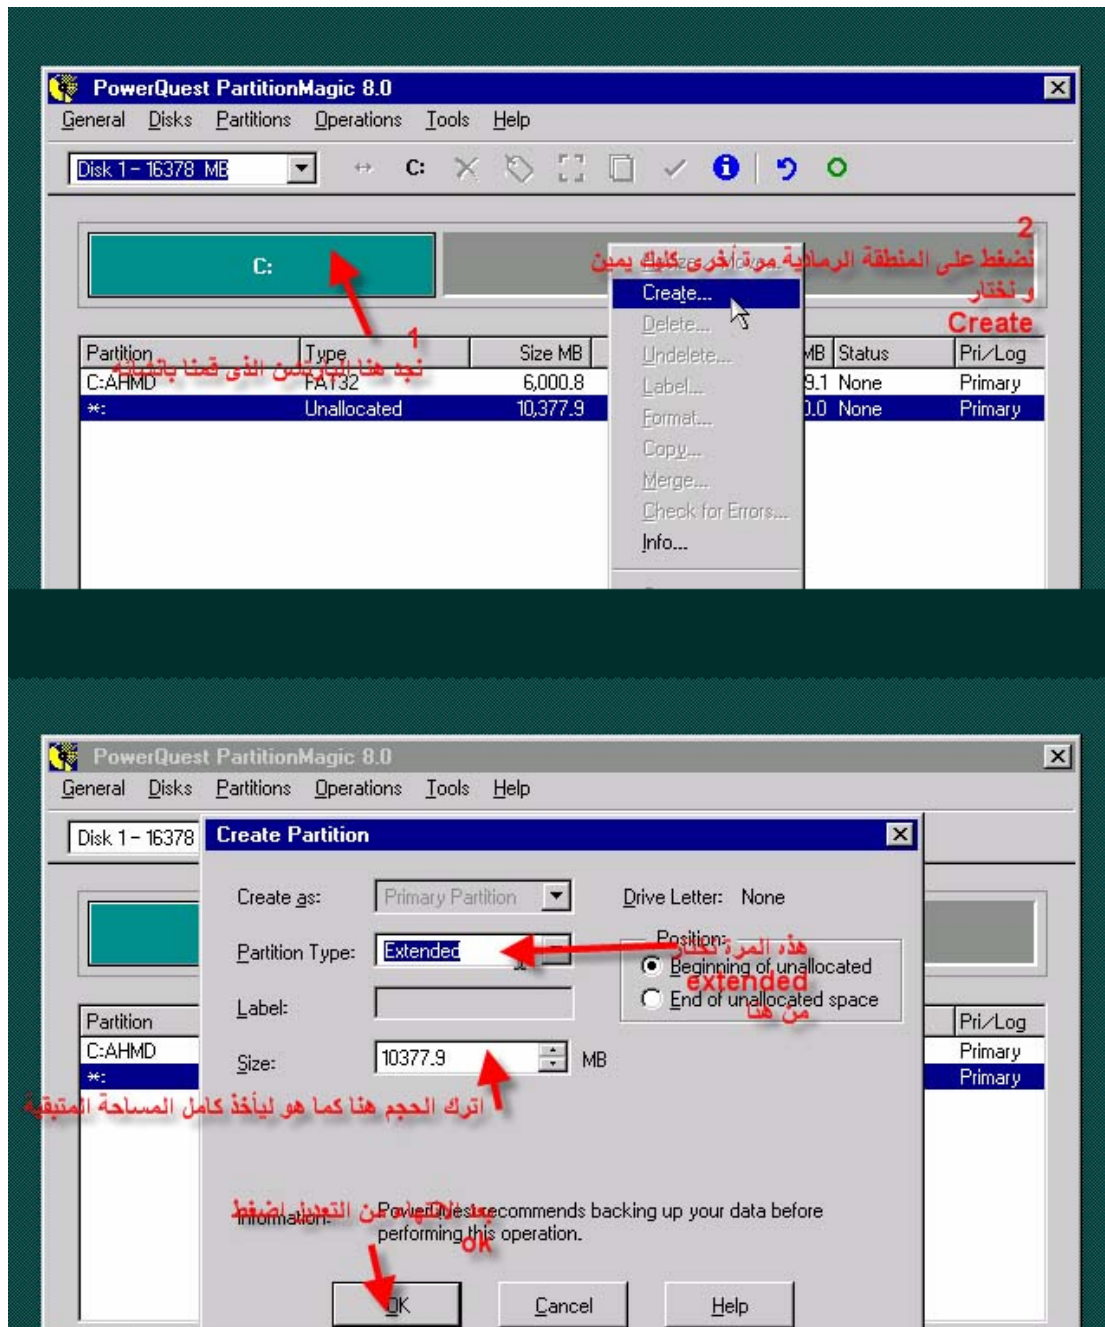 PowerQuest PartitionMagic 8.0
General Disks Partitions Operations Tools Help
Disk 1 - 16378 MB
C:
C:
2
نضغط على المنطقة الرمادية مرة أخرى كليك يمين
و نختار
Create
1
نجد هنا البارتشن الذى قمنا بانشائه
Partition Type Size MB MB Status Pri/Log
C:AHMD FAT32 6,000.8 9.1 None Primary
*: Unallocated 10,377.9 0.0 None Primary
Create...
Delete...
Undelete...
Label...
Format...
Copy...
Merge...
Check for Errors...
Info...
PowerQuest PartitionMagic 8.0
General Disks Partitions Operations Tools Help
Disk 1 - 16378
Create Partition
Create as: Primary Partition Drive Letter: None
Partition Type: Extended Position:
Beginning of unallocated
End of unallocated space
هذه المرة نختار
extended
من هنا
Label:
Size: 10377.9 MB
اترك الحجم هنا كما هو ليأخذ كامل المساحة المتبقية
Partition Pri/Log
C:AHMD Primary
*: Primary
Information: PowerQuest recommends backing up your data before
performing this operation.
بعد الانتهاء من التعديل اضغط
ok
OK Cancel Help